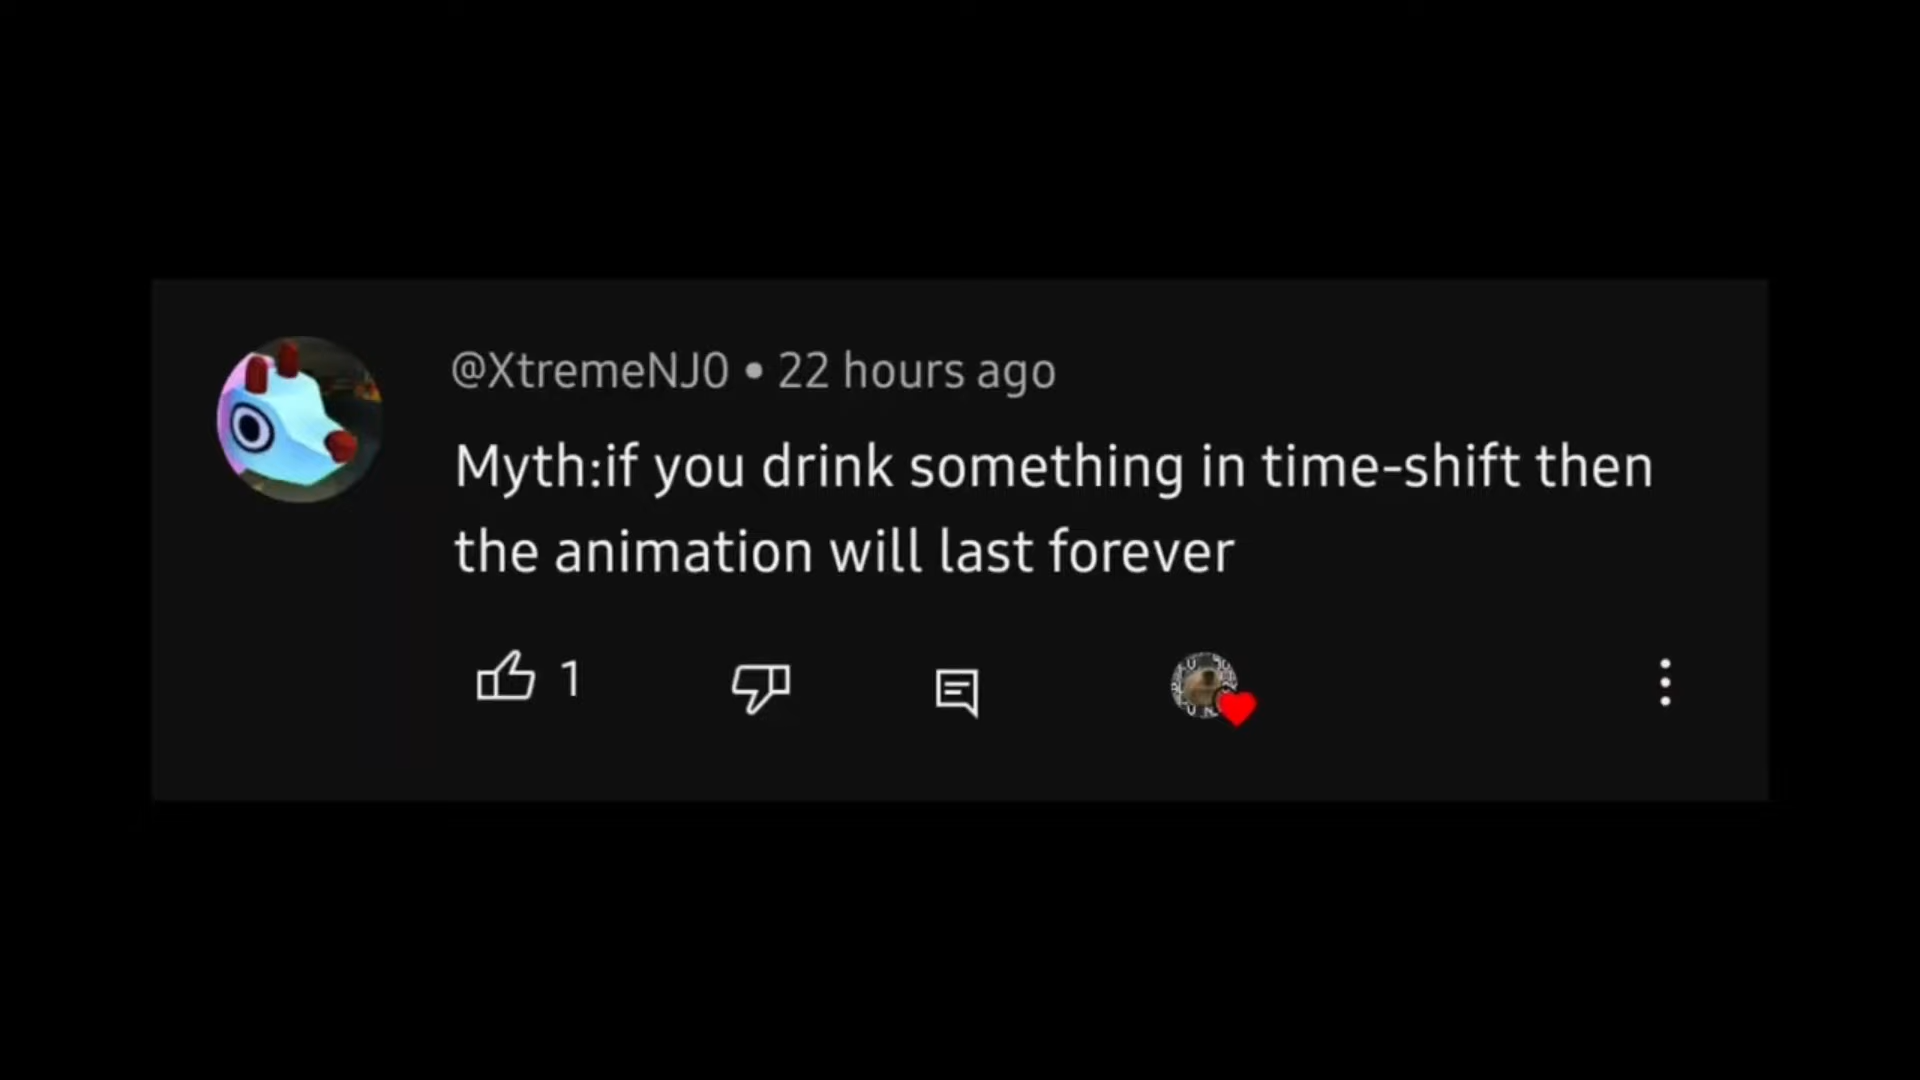 @XtremeNJ0 • 22 hours ago
Myth:if you drink something in time-shift then
the animation will last forever
1